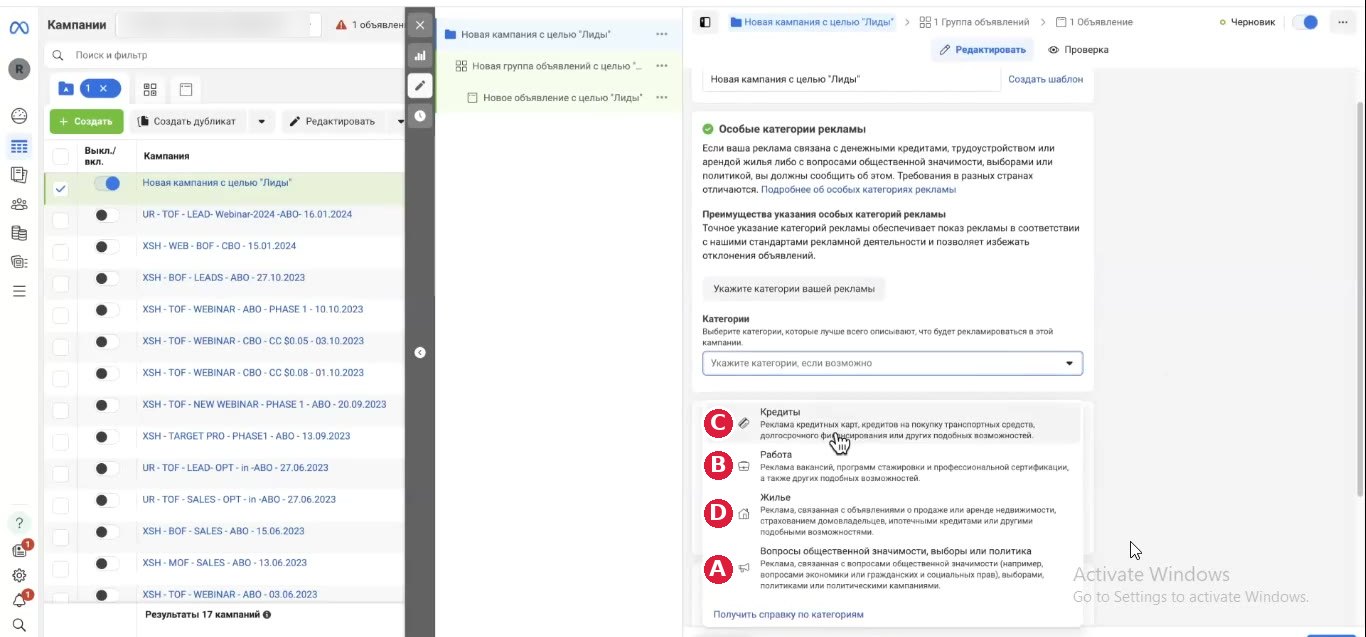 Кампании
1 объявлен
Поиск и фильтр
R
1 ×
+ Создать
Создать дубликат
Редактировать
Выкл./
вкл.
Кампания
Новая кампания с целью "Лиды"
UR - TOF - LEAD- Webinar-2024 -ABO- 16.01.2024
XSH - WEB - BOF - CBO - 15.01.2024
XSH - BOF - LEADS - ABO - 27.10.2023
XSH - TOF - WEBINAR - ABO - PHASE 1 - 10.10.2023
XSH - TOF - WEBINAR - CBO - CC $0.05 - 03.10.2023
XSH - TOF - WEBINAR - CBO - CC $0.08 - 01.10.2023
XSH - TOF - NEW WEBINAR - PHASE 1 - ABO - 20.09.2023
XSH - TARGET PRO - PHASE1 - ABO - 13.09.2023
UR - TOF - LEAD- OPT - in -ABO - 27.06.2023
UR - TOF - SALES - OPT - in -ABO - 27.06.2023
XSH - BOF - SALES - ABO - 15.06.2023
XSH - MOF - SALES - ABO - 13.06.2023
XSH - TOF - WEBINAR - ABO - 03.06.2023
Результаты 17 кампаний
?
1
1
Новая кампания с целью "Лиды"
Новая группа объявлений с целью "...
Новое объявление с целью "Лиды"
Новая кампания с целью "Лиды" > 1 Группа объявлений > 1 Объявление
Черновик
Редактировать
Проверка
Новая кампания с целью "Лиды"
Создать шаблон
Особые категории рекламы
Если ваша реклама связана с денежными кредитами, трудоустройством или
арендой жилья либо с вопросами общественной значимости, выборами или
политикой, вы должны сообщить об этом. Требования в разных странах
отличаются. Подробнее об особых категориях рекламы
Преимущества указания особых категорий рекламы
Точное указание категорий рекламы обеспечивает показ рекламы в соответствии
с нашими стандартами рекламной деятельности и позволяет избежать
отклонения объявлений.
Укажите категории вашей рекламы
Категории
Выберите категории, которые лучше всего описывают, что будет рекламироваться в этой
кампании.
Укажите категории, если возможно
C
Кредиты
Реклама кредитных карт, кредитов на покупку транспортных средств,
долгосрочного финансирования или других подобных возможностей.
B
Работа
Реклама вакансий, программ стажировки и профессиональной сертификации,
а также других подобных возможностей.
D
Жилье
Реклама, связанная с объявлениями о продаже или аренде недвижимости,
страхованием домовладельцев, ипотечными кредитами или другими
подобными возможностями.
A
Вопросы общественной значимости, выборы или политика
Реклама, связанная с вопросами общественной значимости (например,
вопросами экономики или гражданских и социальных прав), выборами,
политиками или политическими кампаниями.
Получить справку по категориям
Activate Windows
Go to Settings to activate Windows.